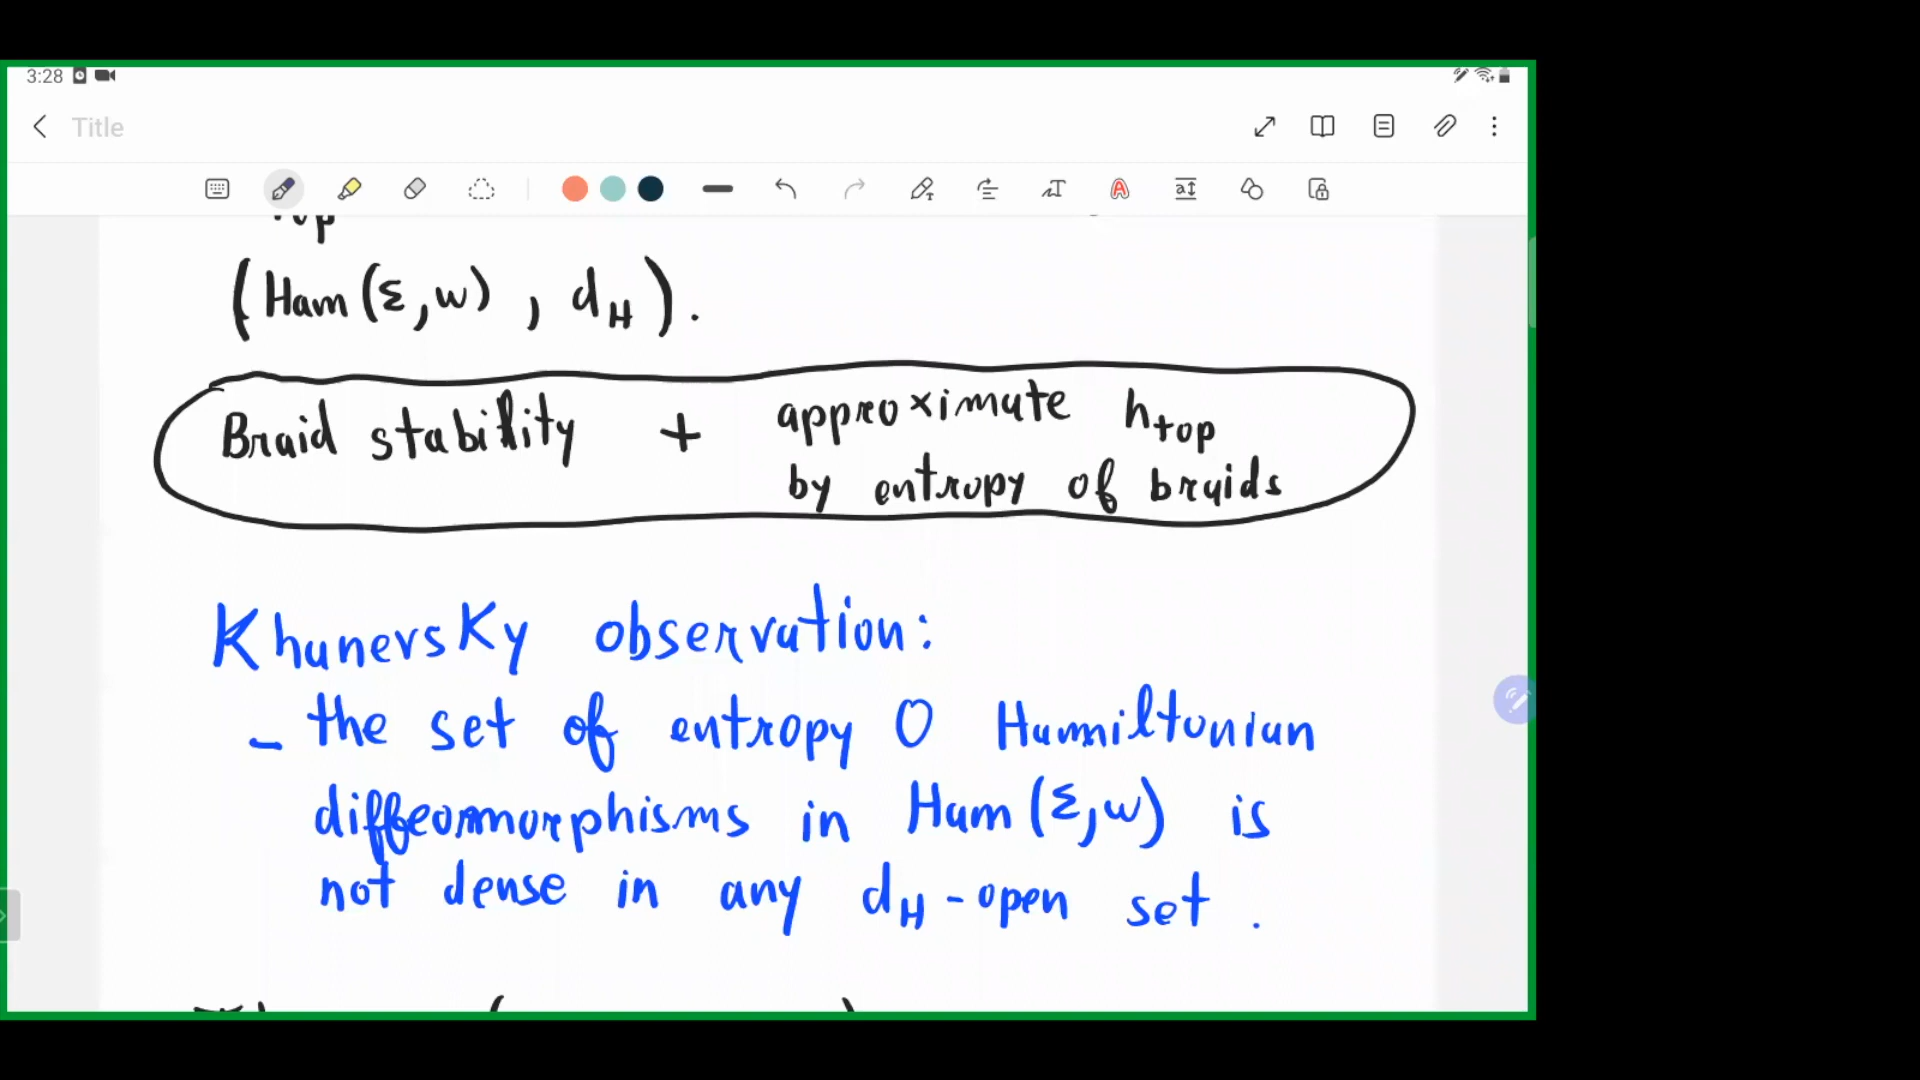 3:28
Title
top
(Ham(Σ,w), d_H).
Braid stability + approximate h_top
by entropy of braids
Khanevsky observation:
- the set of entropy 0 Hamiltonian
diffeomorphisms in Ham(Σ,w) is
not dense in any d_H-open set.